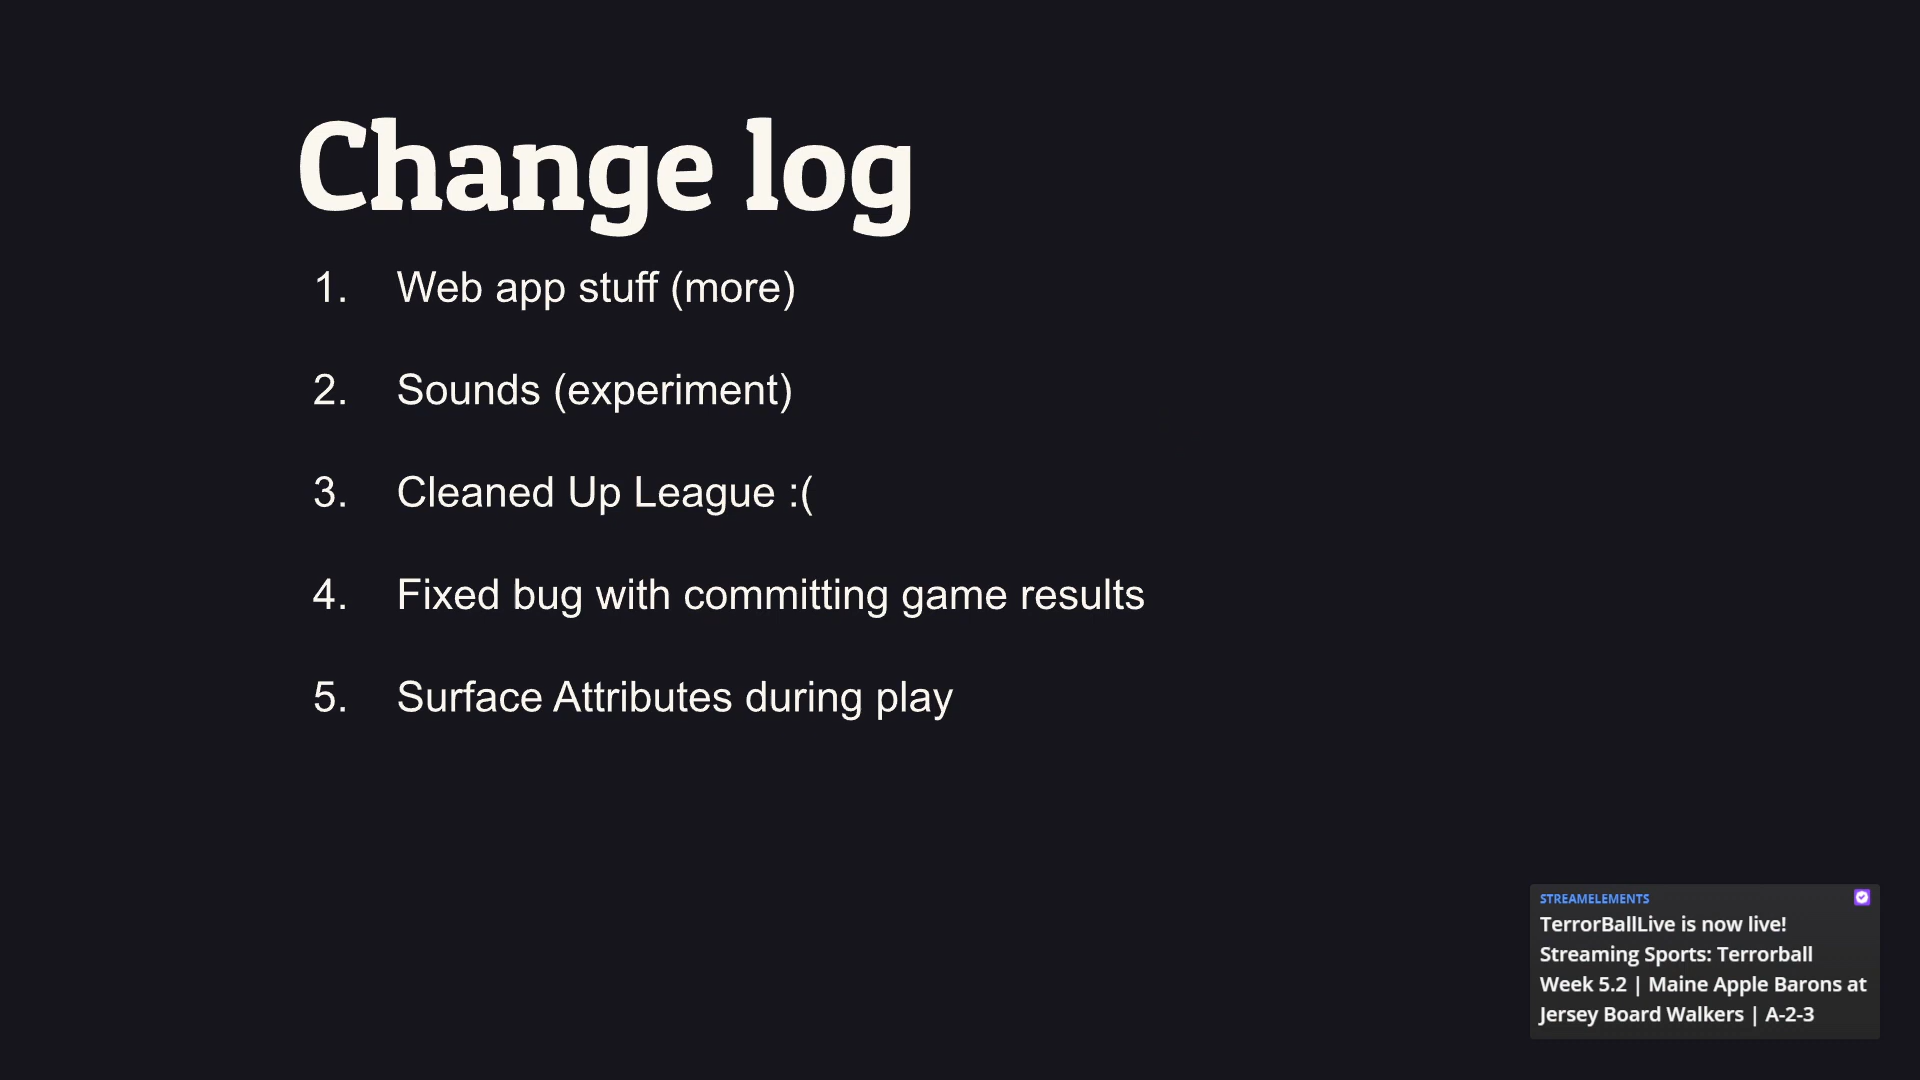 Change log
1. Web app stuff (more)
2. Sounds (experiment)
3. Cleaned Up League :(
4. Fixed bug with committing game results
5. Surface Attributes during play
STREAMELEMENTS
TerrorBallLive is now live!
Streaming Sports: Terrorball
Week 5.2 | Maine Apple Barons at
Jersey Board Walkers | A-2-3